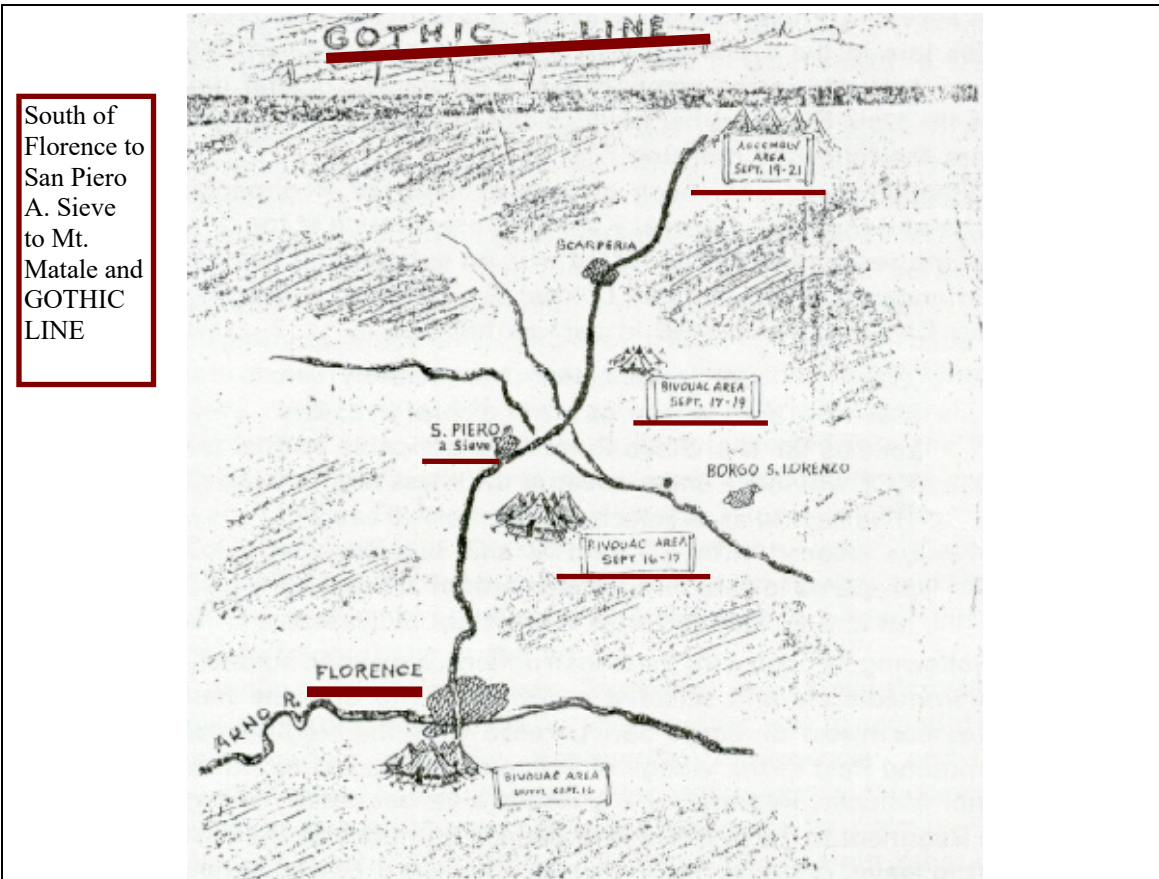 GOTHIC LINE
South of
Florence to
San Piero
A. Sieve
to Mt.
Matale and
GOTHIC
LINE
ASSEMBLY
AREA
SEPT. 19-21
SCARPERIA
BIVOUAC AREA
SEPT. 17-19
S. PIERO
a Sieve
BORGO S. LORENZO
BIVOUAC AREA
SEPT 16-17
FLORENCE
ARNO R.
BIVOUAC AREA
UNTIL SEPT. 16